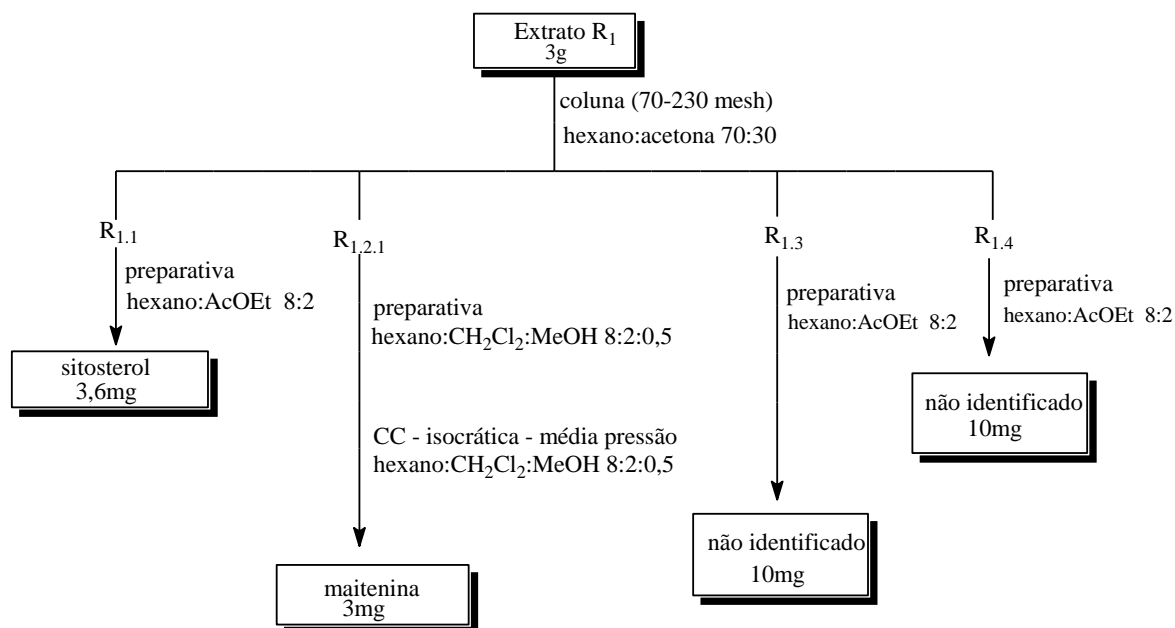 Extrato R1
3g
coluna (70-230 mesh)
hexano:acetona 70:30
R1.1
preparativa
hexano:AcOEt 8:2
sitosterol
3,6mg
R1.2.1
preparativa
hexano:CH2Cl2:MeOH 8:2:0,5
CC - isocrática - média pressão
hexano:CH2Cl2:MeOH 8:2:0,5
maitenina
3mg
R1.3
preparativa
hexano:AcOEt 8:2
não identificado
10mg
R1.4
preparativa
hexano:AcOEt 8:2
não identificado
10mg